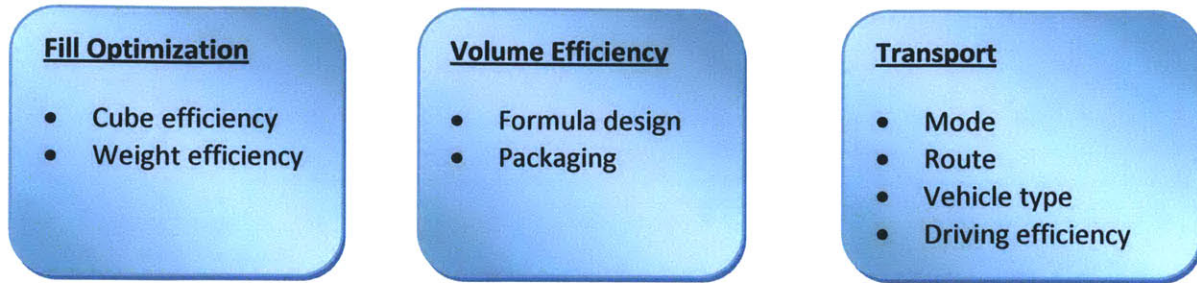 Fill Optimization
• Cube efficiency
• Weight efficiency
Volume Efficiency
• Formula design
• Packaging
Transport
• Mode
• Route
• Vehicle type
• Driving efficiency